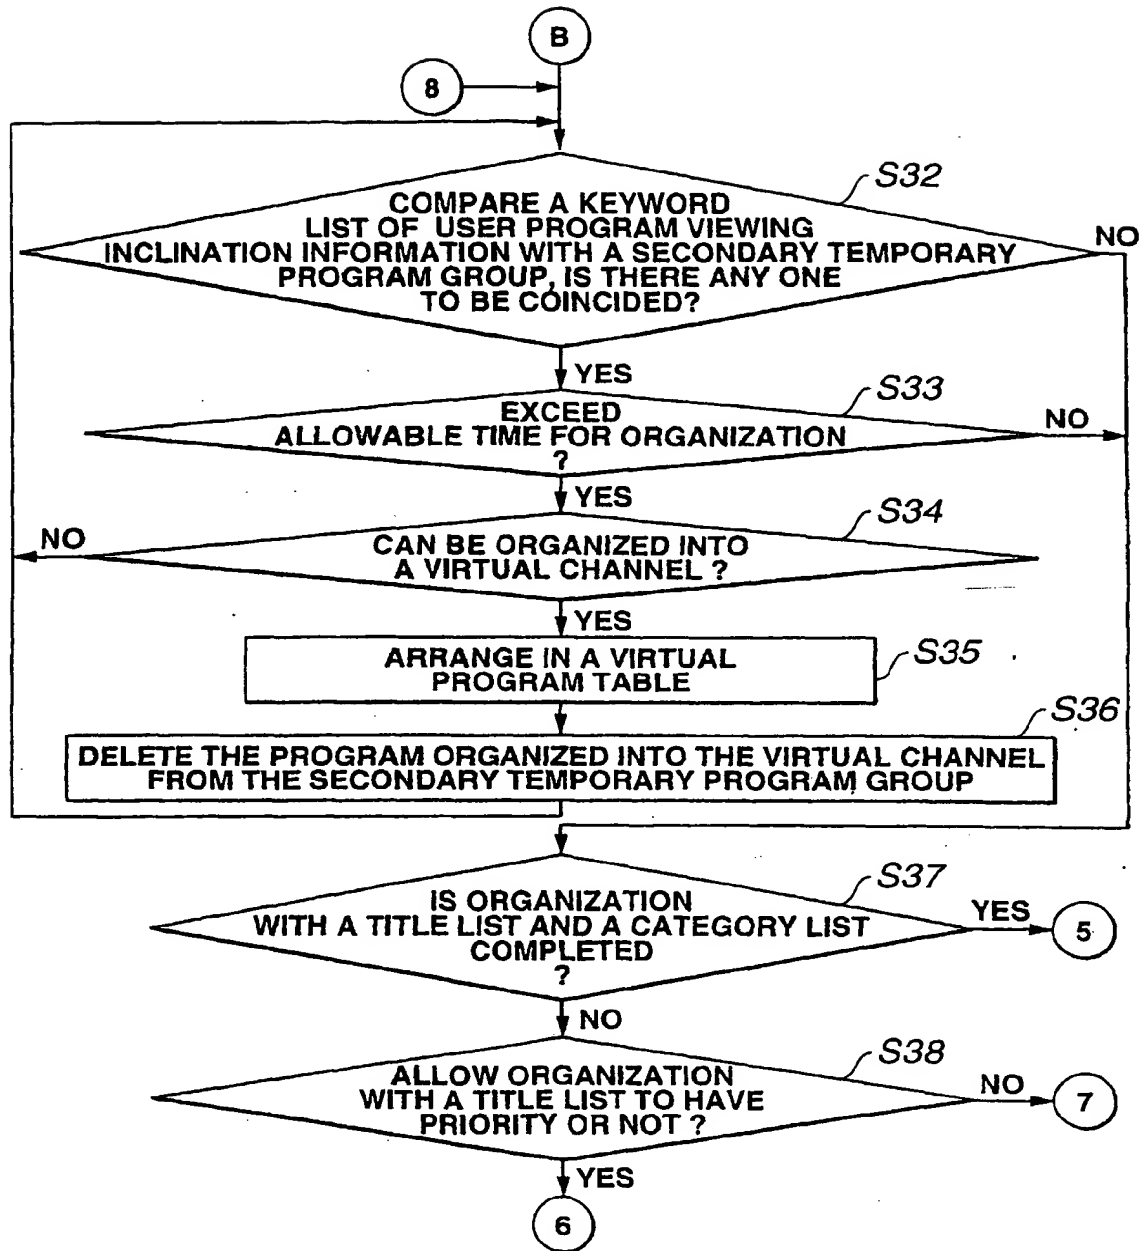 B
8
S32
COMPARE A KEYWORD
LIST OF USER PROGRAM VIEWING
INCLINATION INFORMATION WITH A SECONDARY TEMPORARY
PROGRAM GROUP, IS THERE ANY ONE
TO BE COINCIDED?
NO
YES
S33
EXCEED
ALLOWABLE TIME FOR ORGANIZATION
?
NO
YES
S34
NO
CAN BE ORGANIZED INTO
A VIRTUAL CHANNEL ?
YES
S35
ARRANGE IN A VIRTUAL
PROGRAM TABLE
S36
DELETE THE PROGRAM ORGANIZED INTO THE VIRTUAL CHANNEL
FROM THE SECONDARY TEMPORARY PROGRAM GROUP
S37
IS ORGANIZATION
WITH A TITLE LIST AND A CATEGORY LIST
COMPLETED
?
YES
5
NO
S38
ALLOW ORGANIZATION
WITH A TITLE LIST TO HAVE
PRIORITY OR NOT ?
NO
7
YES
6